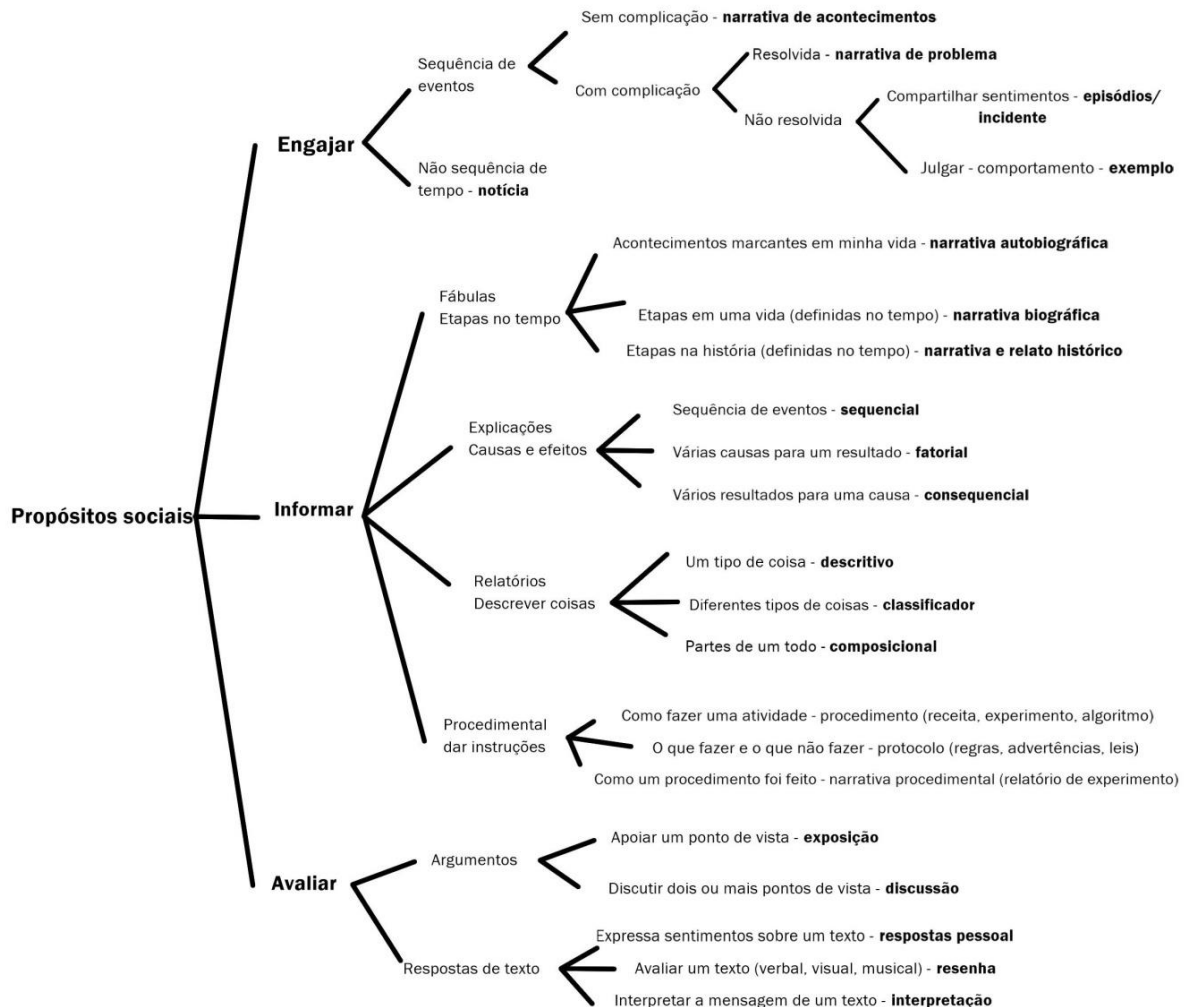 Propósitos sociais
Engajar
Sequência de
eventos
Sem complicação - narrativa de acontecimentos
Com complicação
Resolvida - narrativa de problema
Não resolvida
Compartilhar sentimentos - episódios/
incidente
Julgar - comportamento - exemplo
Não sequência de
tempo - notícia
Informar
Fábulas
Etapas no tempo
Acontecimentos marcantes em minha vida - narrativa autobiográfica
Etapas em uma vida (definidas no tempo) - narrativa biográfica
Etapas na história (definidas no tempo) - narrativa e relato histórico
Explicações
Causas e efeitos
Sequência de eventos - sequencial
Várias causas para um resultado - fatorial
Vários resultados para uma causa - consequencial
Relatórios
Descrever coisas
Um tipo de coisa - descritivo
Diferentes tipos de coisas - classificador
Partes de um todo - composicional
Procedimental
dar instruções
Como fazer uma atividade - procedimento (receita, experimento, algoritmo)
O que fazer e o que não fazer - protocolo (regras, advertências, leis)
Como um procedimento foi feito - narrativa procedimental (relatório de experimento)
Avaliar
Argumentos
Apoiar um ponto de vista - exposição
Discutir dois ou mais pontos de vista - discussão
Respostas de texto
Expressa sentimentos sobre um texto - respostas pessoal
Avaliar um texto (verbal, visual, musical) - resenha
Interpretar a mensagem de um texto - interpretação